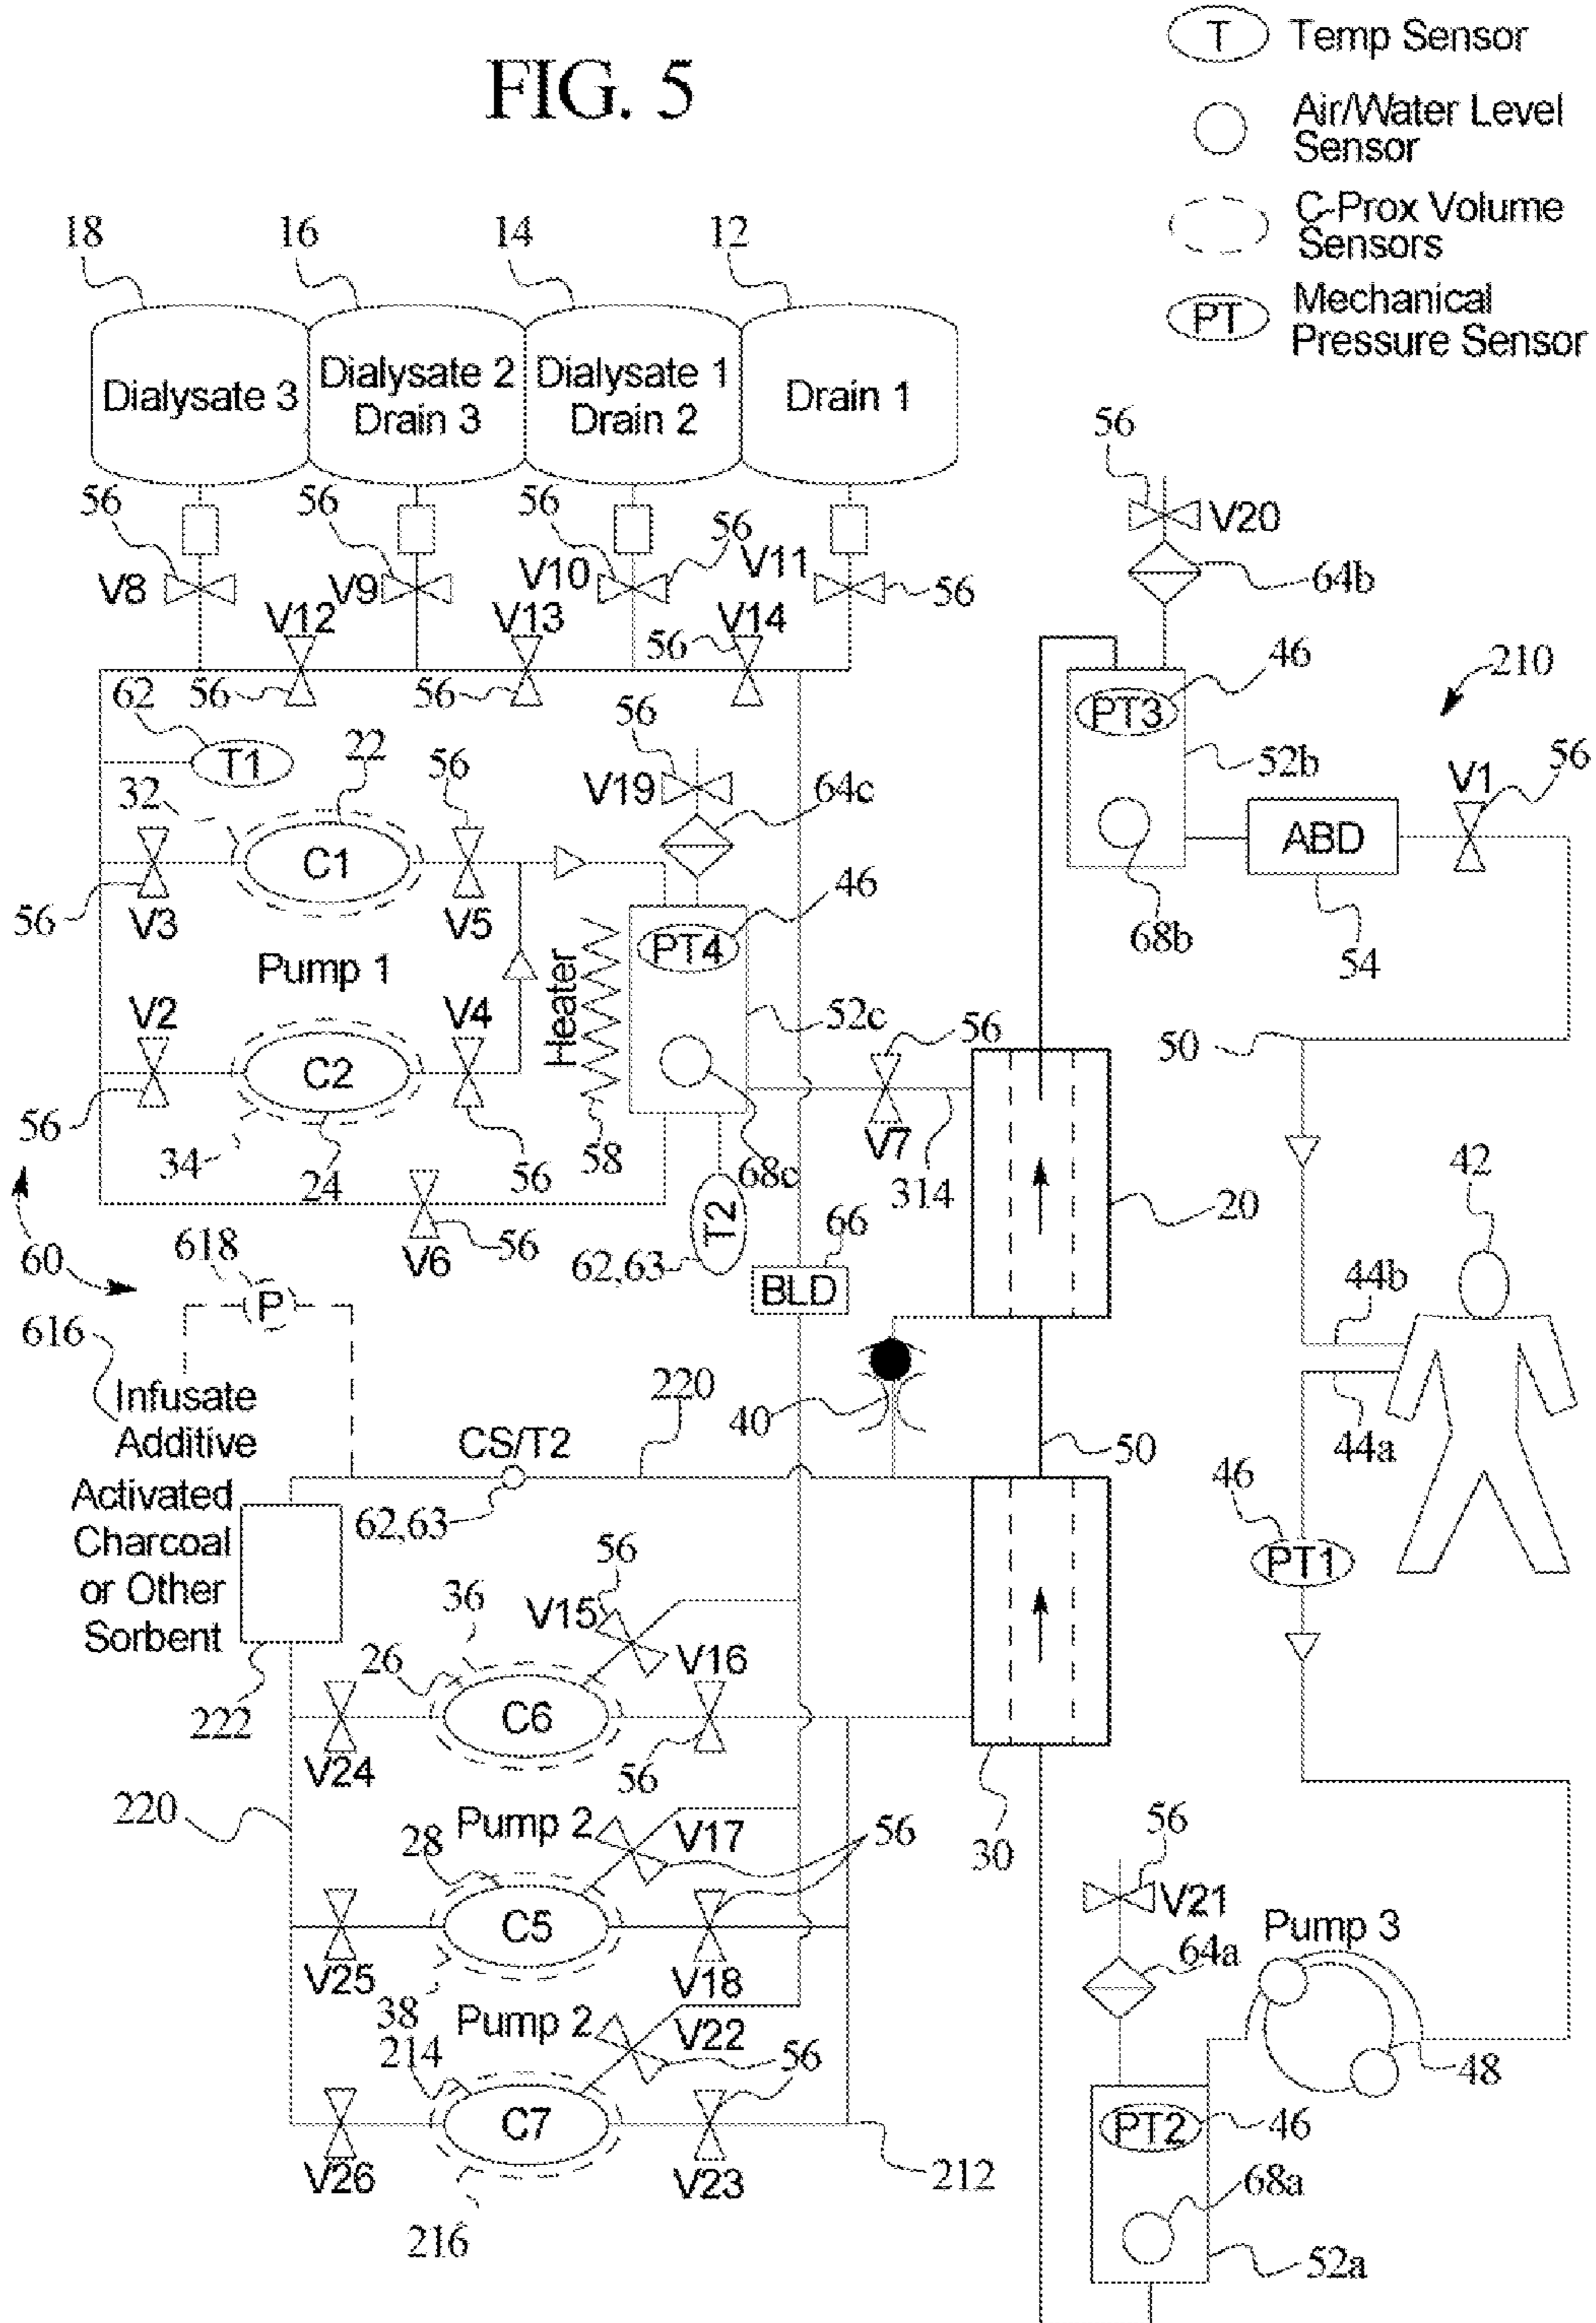 FIG. 5
T Temp Sensor
Air/Water Level
Sensor
C-Prox Volume
Sensors
PT Mechanical
Pressure Sensor
18 16 14 12
Dialysate 3
Dialysate 2
Drain 3
Dialysate 1
Drain 2
Drain 1
56 56 56 56
V8 V9 V10 V11 56
V12 V13 V14
56 56 56
56
V20
64b
46
210
PT3
52b
V1
56
ABD
68b
54
62
T1
22
56
56
V19
64c
32
C1
46
56
V3
V5
PT4
Pump 1
Heater
52c
56
V2
V4
C2
50
56
34
24
56
58
68c
V7
314
20
42
T2
62,63
66
60
V6
56
618
P
BLD
44b
616
Infusate
Additive
220
40
50
44a
CS/T2
62,63
46
PT1
Activated
Charcoal
or Other
Sorbent
222
56
36
V15
V16
26
C6
V24
56
220
Pump 2
V17
56
28
30
56
V21
C5
Pump 3
64a
V25
38
V18
Pump 2
V22
214
56
48
C7
PT2
46
V26
V23
212
68a
216
52a